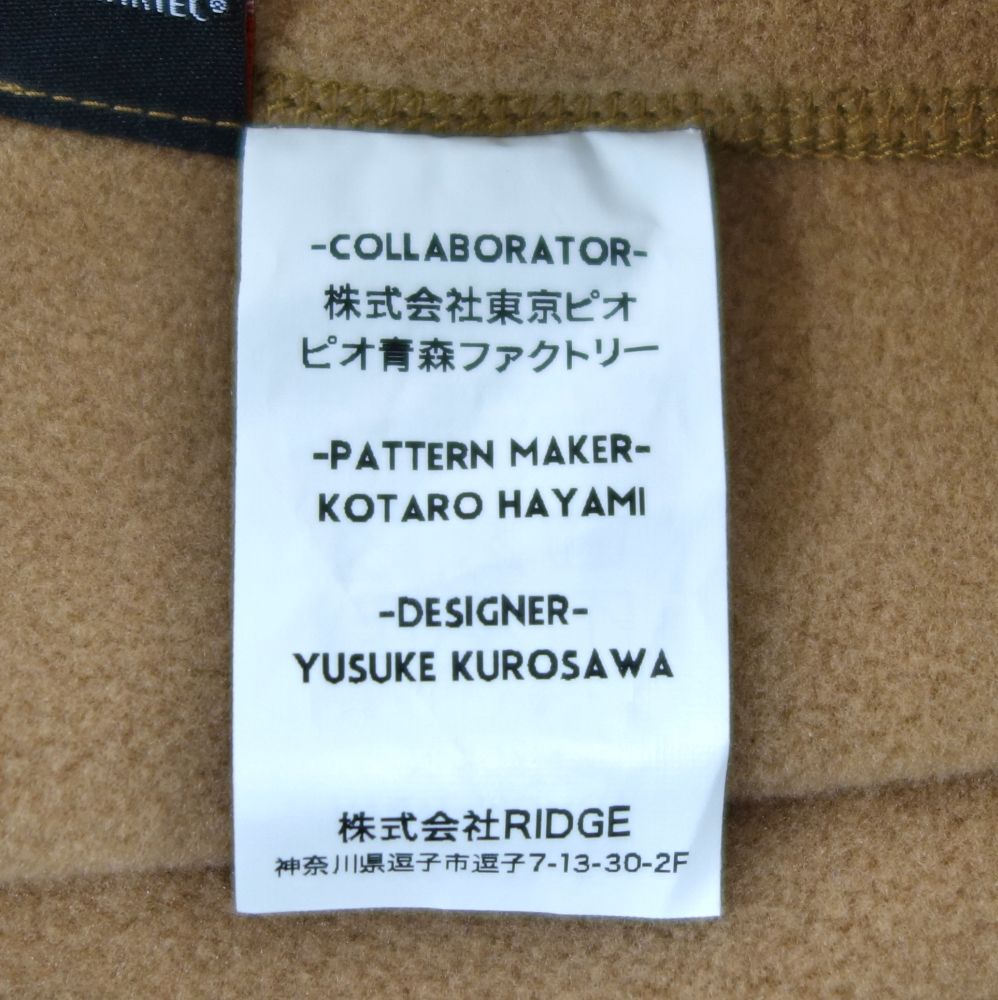 -COLLABORATOR-
株式会社東京ピオ
ピオ青森ファクトリー
-PATTERN MAKER-
KOTARO HAYAMI
-DESIGNER-
YUSUKE KUROSAWA
株式会社RIDGE
神奈川県逗子市逗子7-13-30-2F